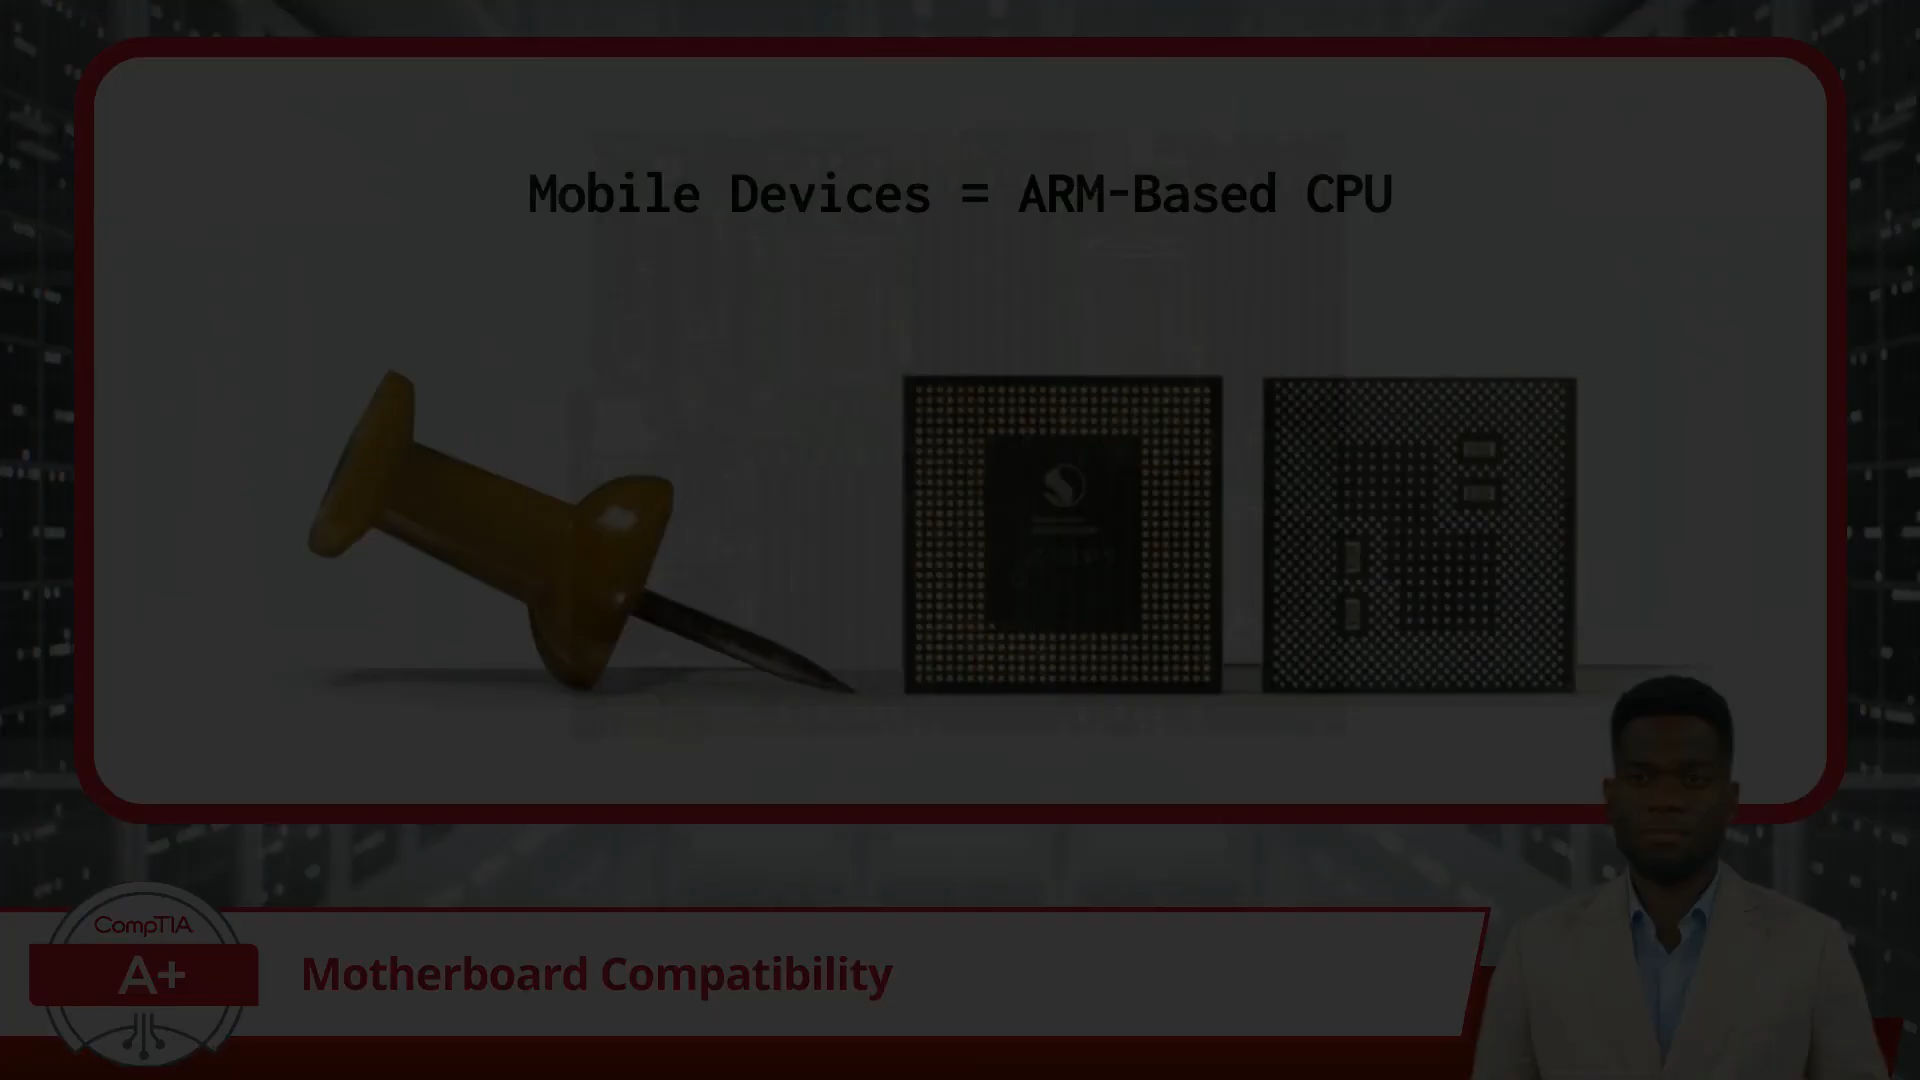 Mobile Devices = ARM-Based CPU
CompTIA
A+
Motherboard Compatibility